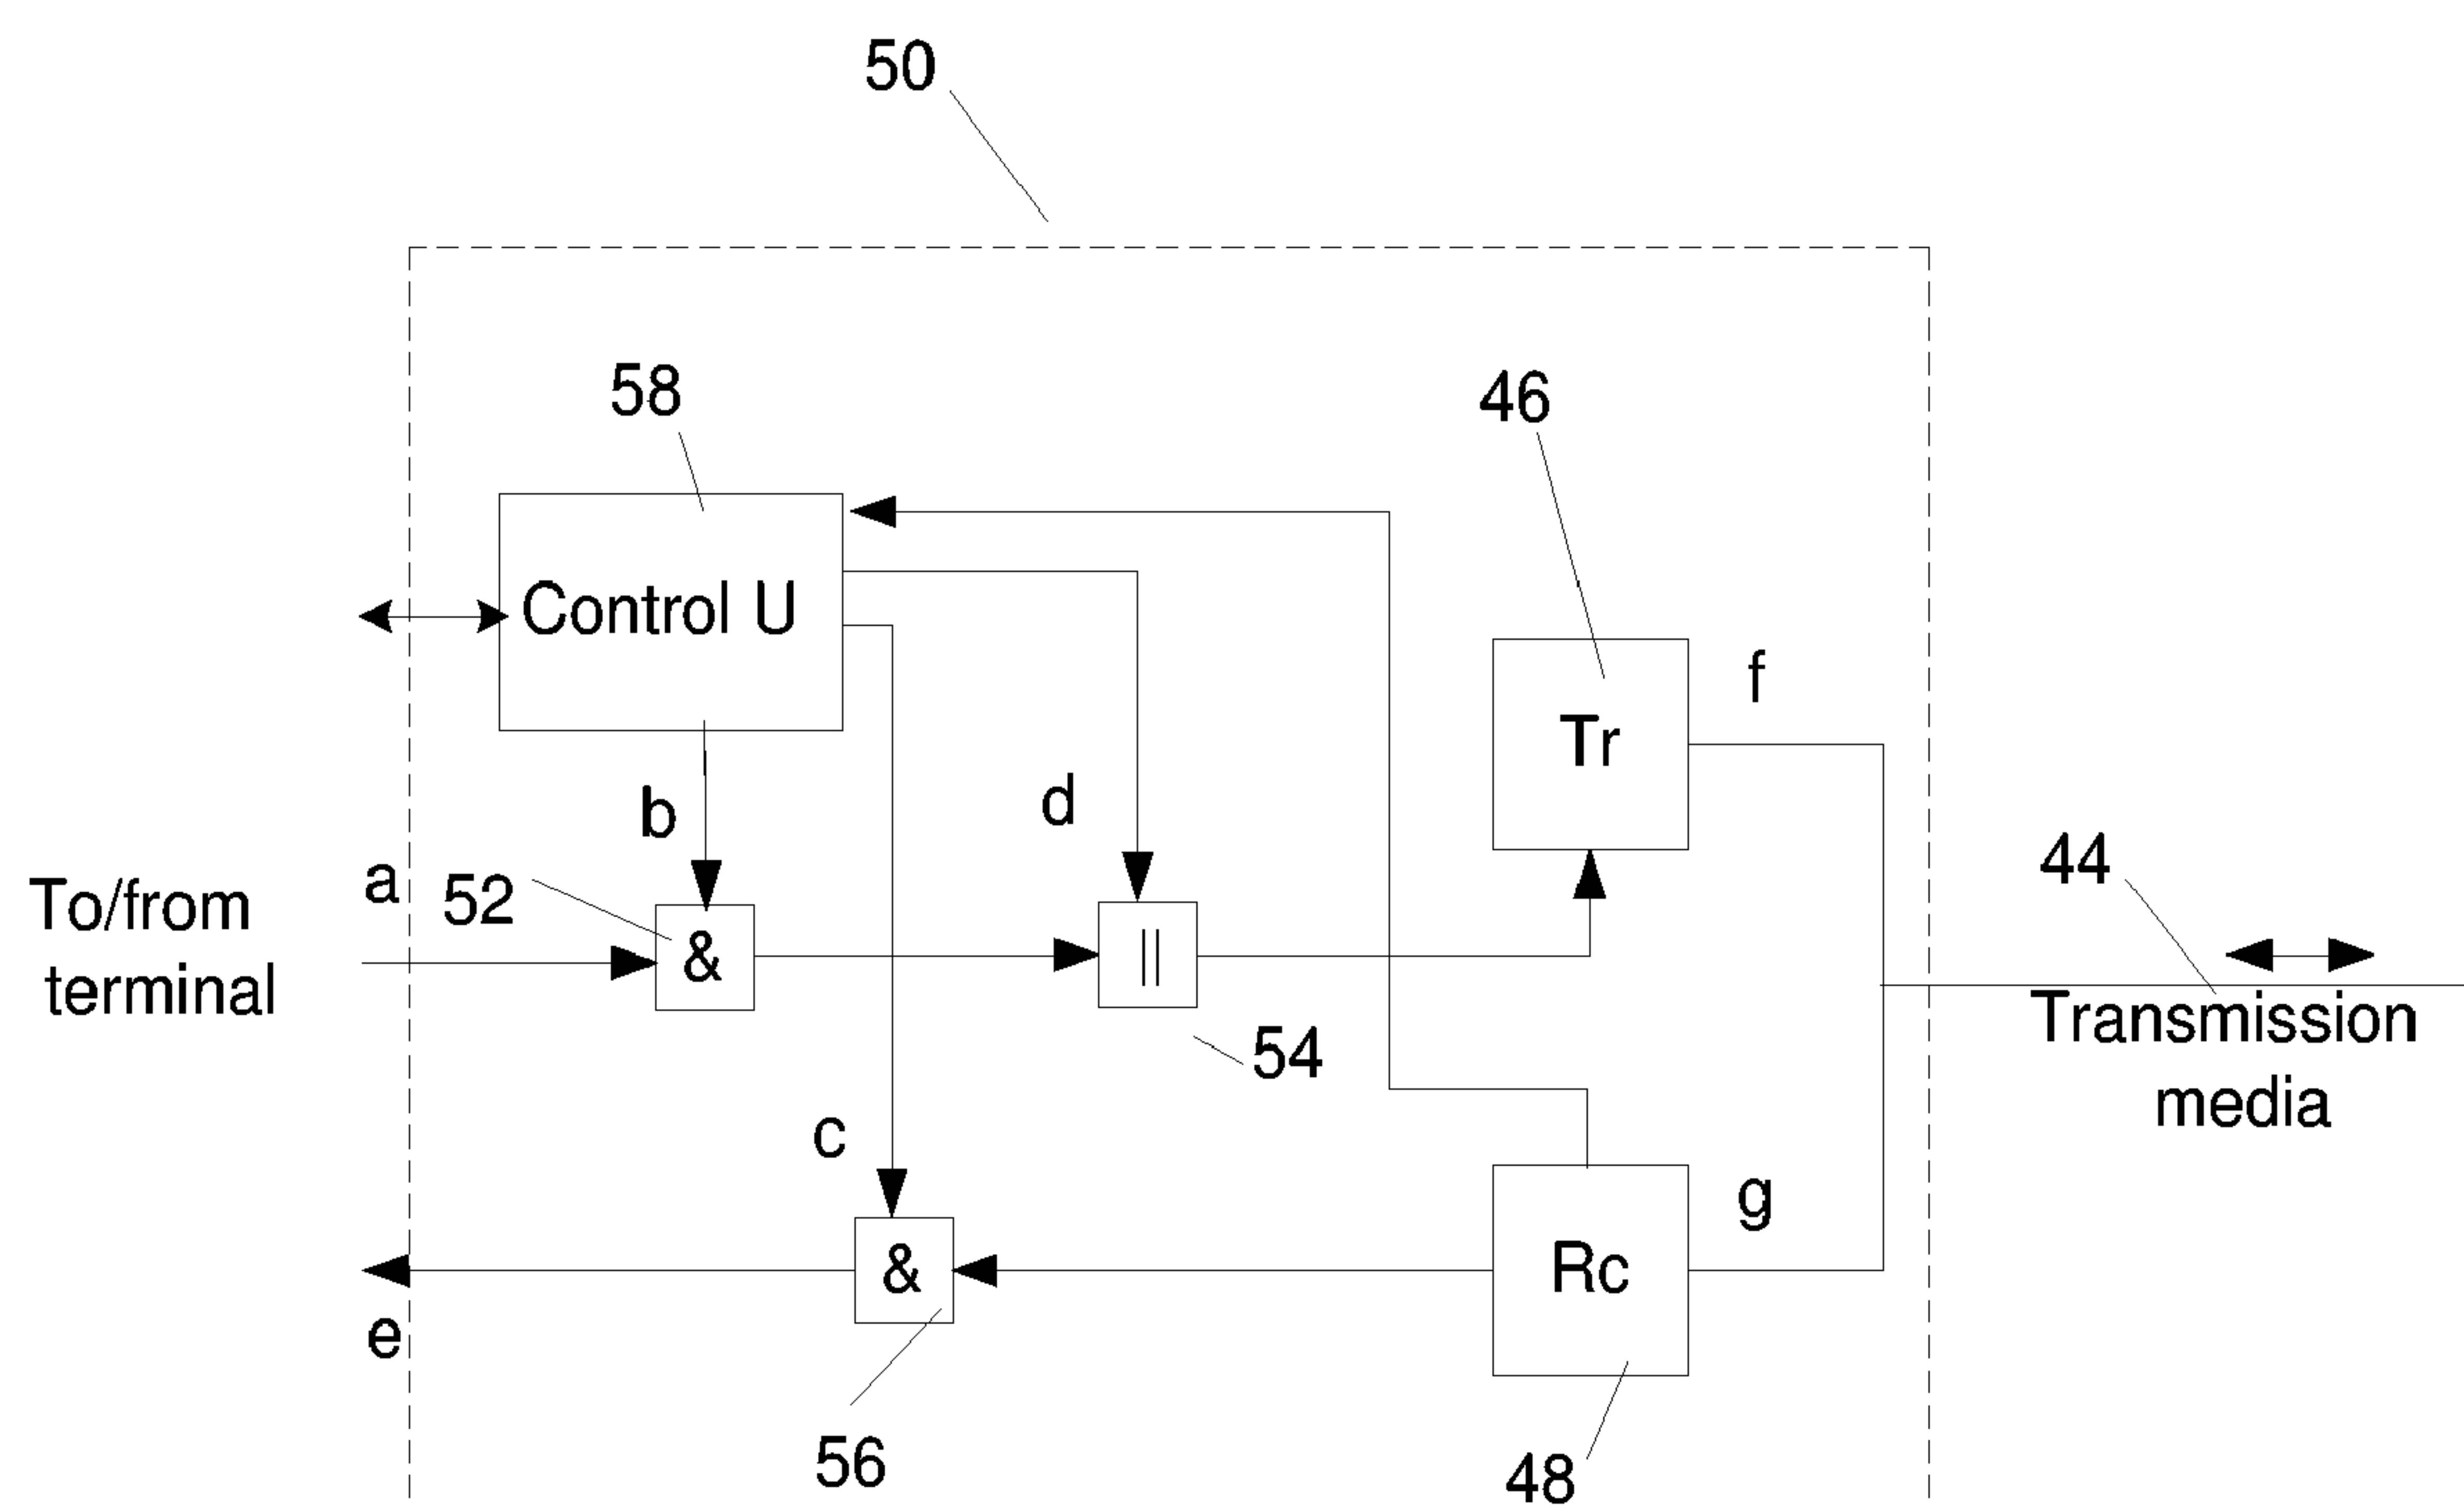 50
58
46
Control U
f
Tr
b
d
a
52
44
To/from
terminal
&
||
Transmission
media
54
c
g
&
Rc
e
56
48